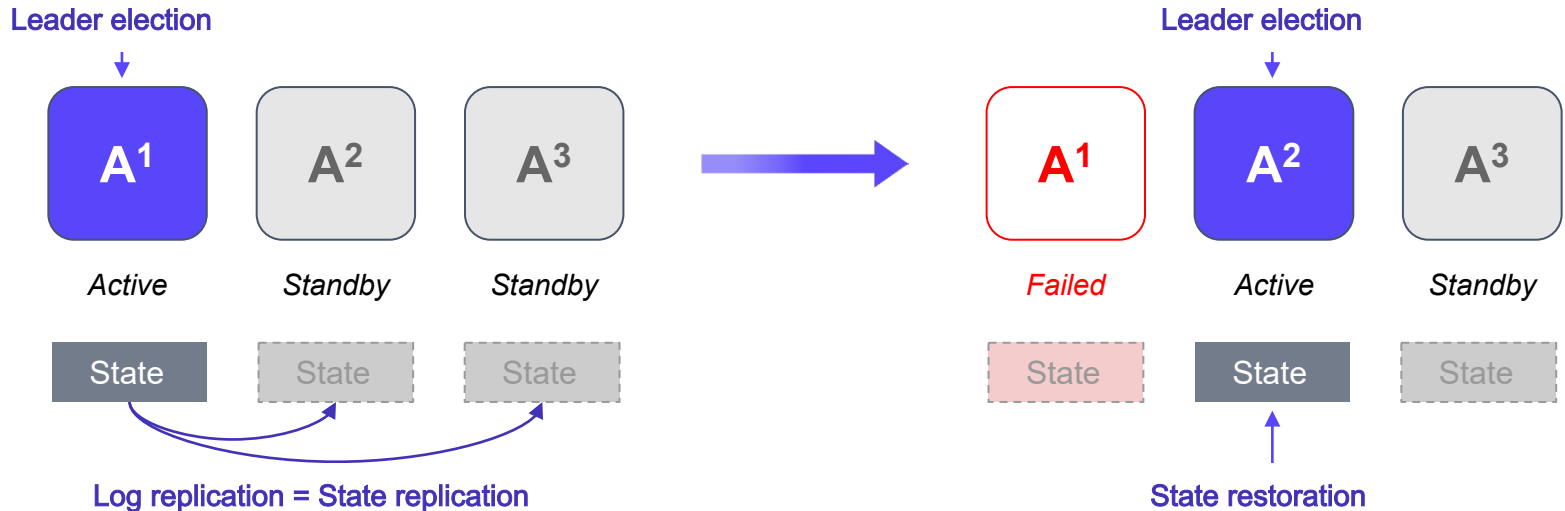 Leader election
A¹ A² A³
Active Standby Standby
State State State
Log replication = State replication
Leader election
A¹ A² A³
Failed Active Standby
State State State
State restoration